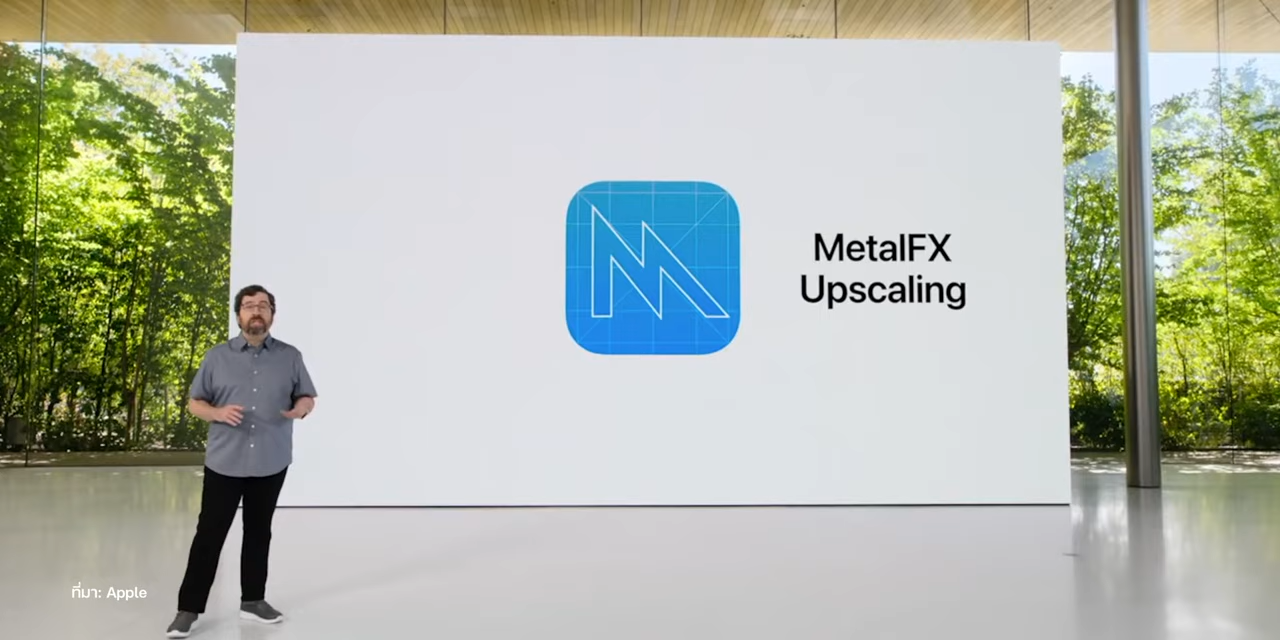 MetalFX
Upscaling
ที่มา: Apple